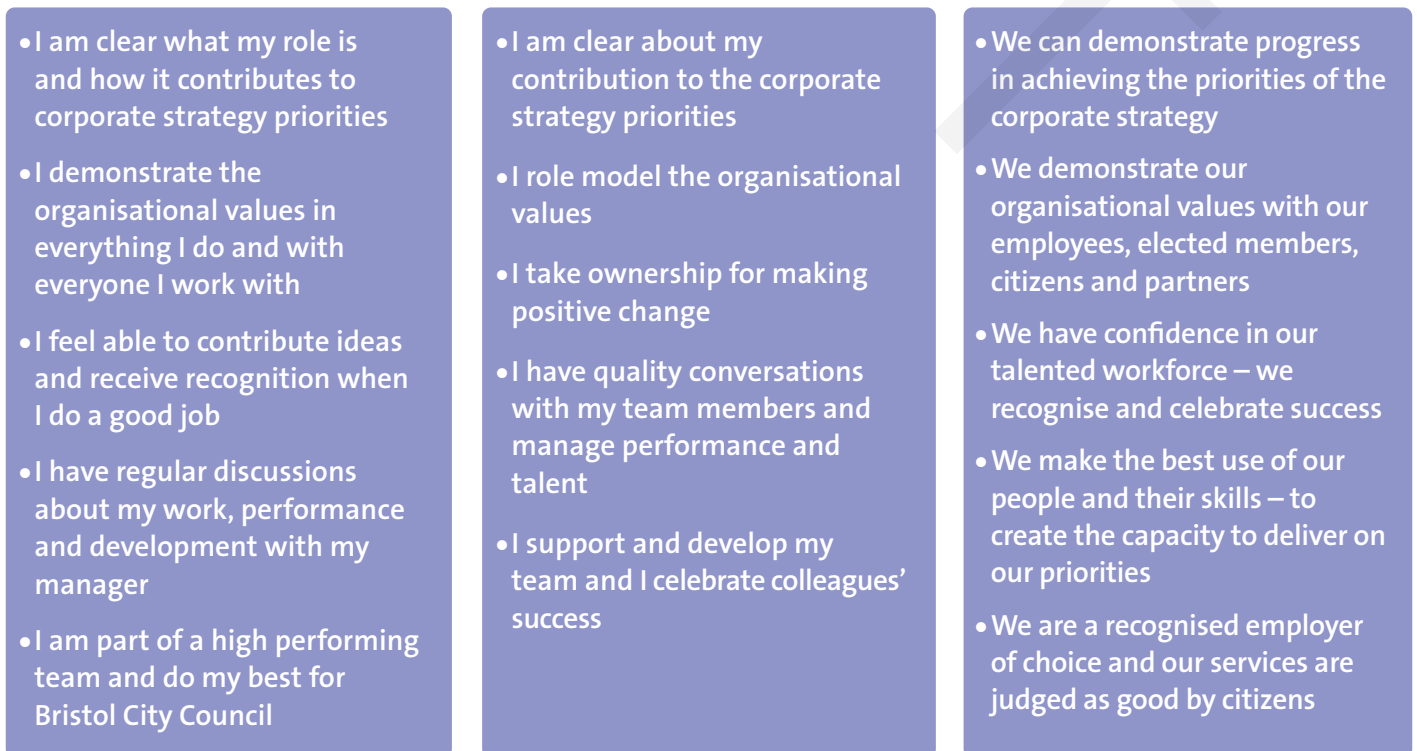 •I am clear what my role is
and how it contributes to
corporate strategy priorities
•I demonstrate the
organisational values in
everything I do and with
everyone I work with
•I feel able to contribute ideas
and receive recognition when
I do a good job
•I have regular discussions
about my work, performance
and development with my
manager
•I am part of a high performing
team and do my best for
Bristol City Council
•I am clear about my
contribution to the corporate
strategy priorities
•I role model the organisational
values
•I take ownership for making
positive change
•I have quality conversations
with my team members and
manage performance and
talent
•I support and develop my
team and I celebrate colleagues’
success
•We can demonstrate progress
in achieving the priorities of the
corporate strategy
•We demonstrate our
organisational values with our
employees, elected members,
citizens and partners
•We have confidence in our
talented workforce – we
recognise and celebrate success
•We make the best use of our
people and their skills – to
create the capacity to deliver on
our priorities
•We are a recognised employer
of choice and our services are
judged as good by citizens